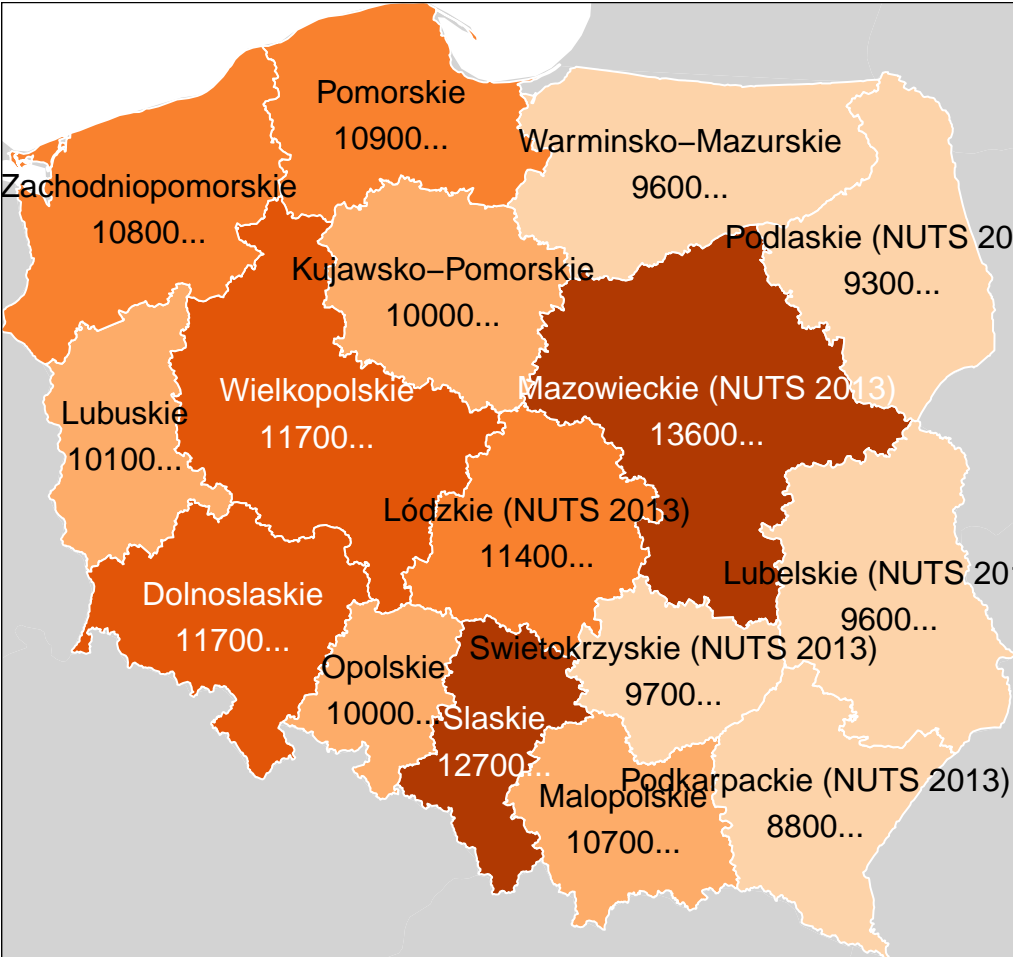 Pomorskie
10900...
Warminsko−Mazurskie
9600...
Zachodniopomorskie
10800...
Podlaskie (NUTS 20
9300...
Kujawsko−Pomorskie
10000...
Wielkopolskie
11700...
Mazowieckie (NUTS 2013)
13600...
Lubuskie
10100...
Lódzkie (NUTS 2013)
11400...
Lubelskie (NUTS 201
9600...
Dolnoslaskie
11700...
Swietokrzyskie (NUTS 2013)
9700...
Opolskie
10000...
Slaskie
12700...
Malopolskie
10700...
Podkarpackie (NUTS 2013)
8800...